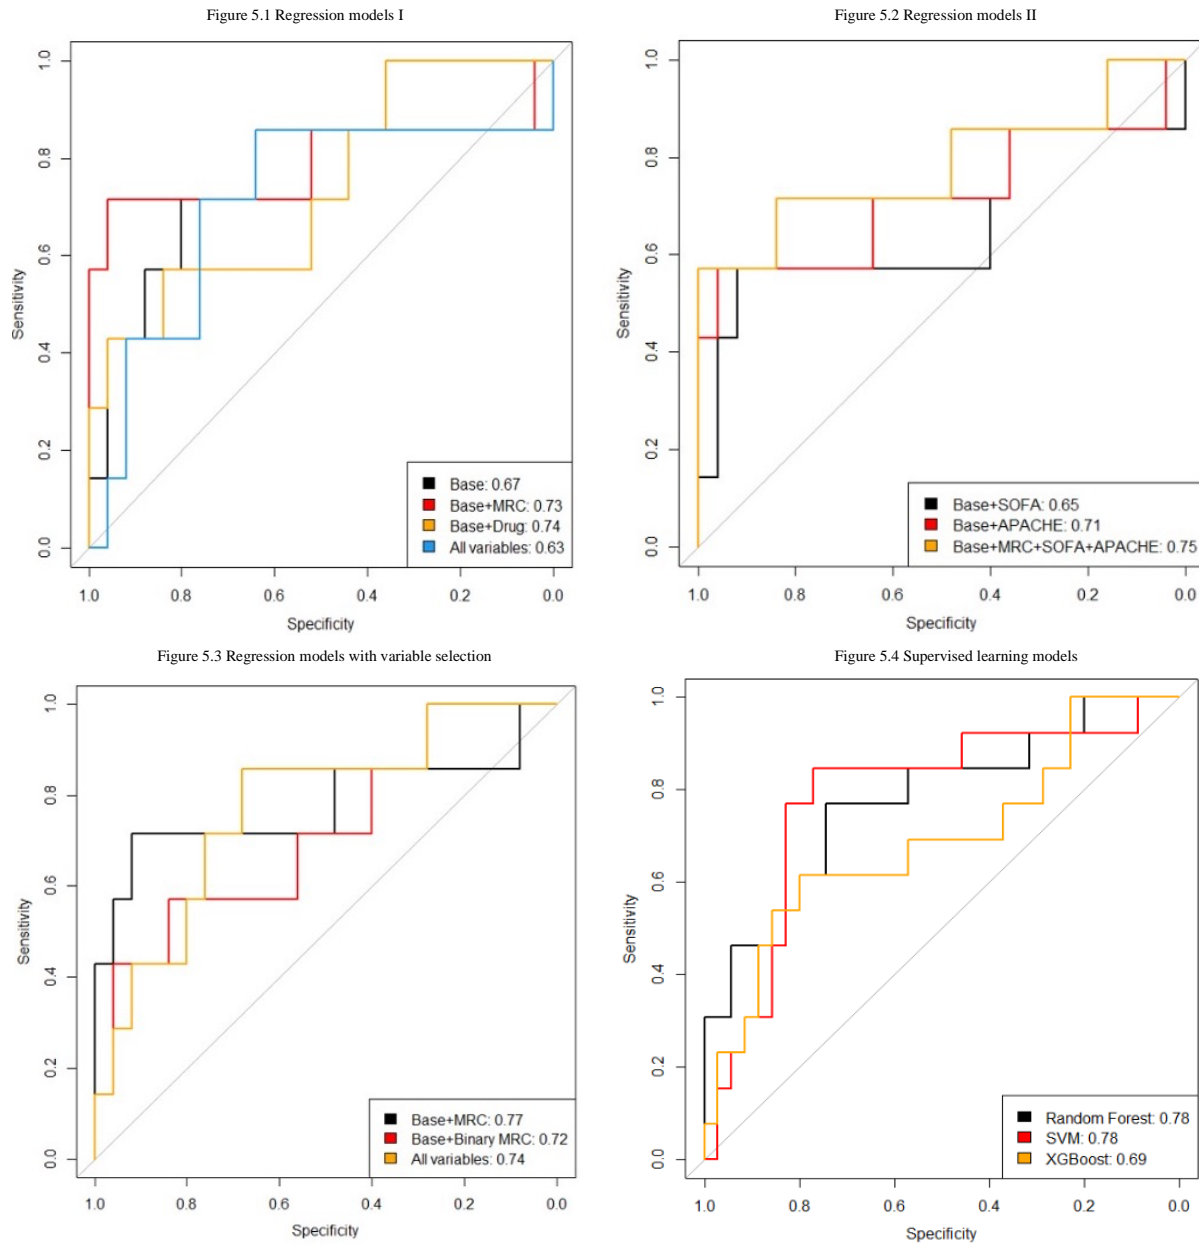 Figure 5.1 Regression models I
1.0
0.8
0.6
0.4
0.2
0.0
Sensitivity
Base: 0.67
Base+MRC: 0.73
Base+Drug: 0.74
All variables: 0.63
1.0 0.8 0.6 0.4 0.2 0.0
Specificity
Figure 5.2 Regression models II
1.0
0.8
0.6
0.4
0.2
0.0
Sensitivity
Base+SOFA: 0.65
Base+APACHE: 0.71
Base+MRC+SOFA+APACHE: 0.75
1.0 0.8 0.6 0.4 0.2 0.0
Specificity
Figure 5.3 Regression models with variable selection
1.0
0.8
0.6
0.4
0.2
0.0
Sensitivity
Base+MRC: 0.77
Base+Binary MRC: 0.72
All variables: 0.74
1.0 0.8 0.6 0.4 0.2 0.0
Specificity
Figure 5.4 Supervised learning models
1.0
0.8
0.6
0.4
0.2
0.0
Sensitivity
Random Forest: 0.78
SVM: 0.78
XGBoost: 0.69
1.0 0.8 0.6 0.4 0.2 0.0
Specificity